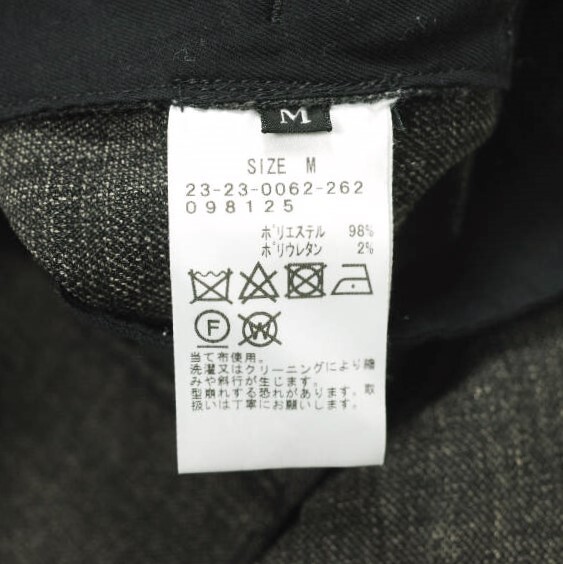 M
SIZE M
23-23-0062-262
098125
ポリエステル 98%
ポリウレタン 2%
F W
当て布使用。
洗濯又はクリーニングにより縮
みや斜行が生じます。
型崩れする恐れがあります。取
扱いは丁寧にお願いします。